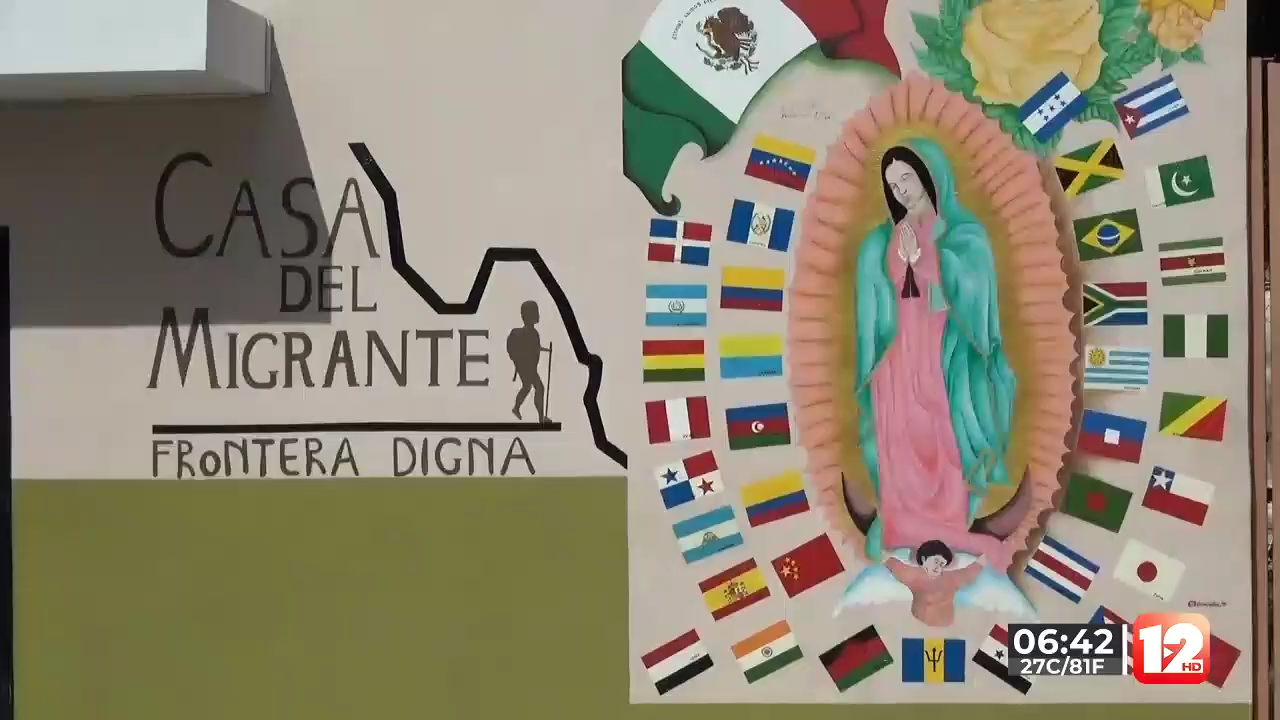 CASA
DEL
MIGRANTE
FRONTERA DIGNA
06:42
27C/81F
12
HD